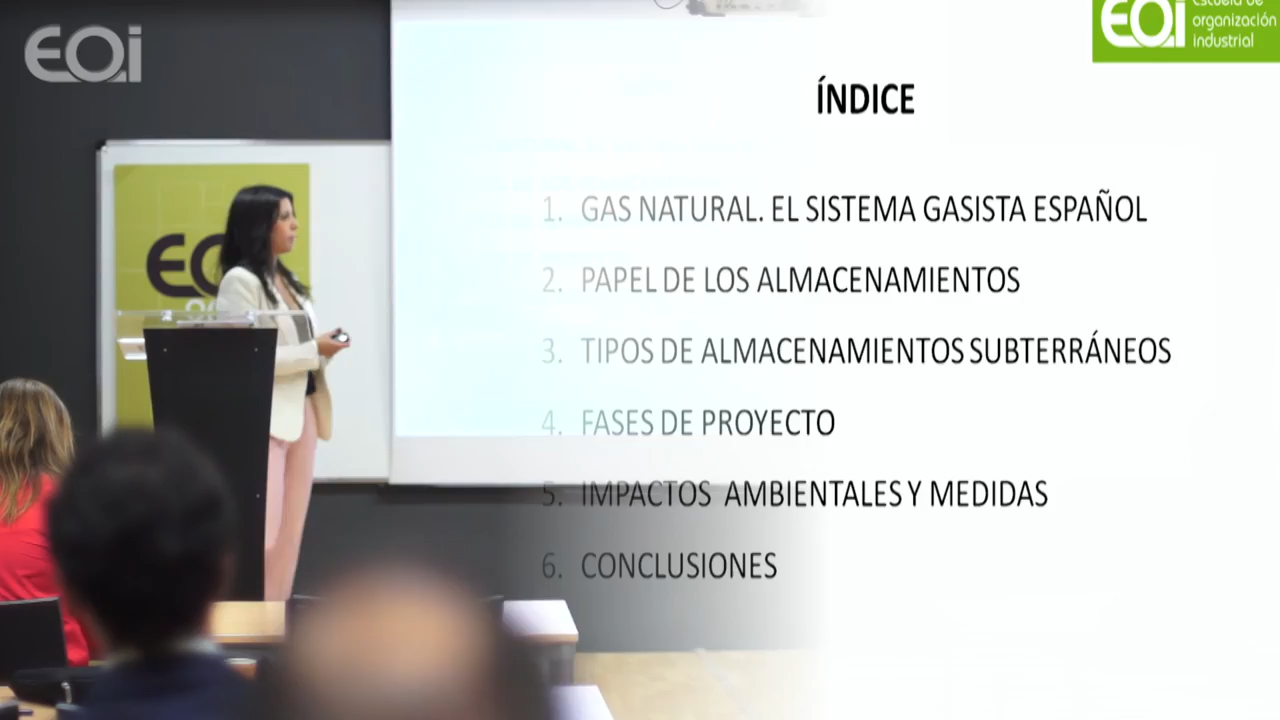 EOi
Escuela de
organización
industrial
EOi
ÍNDICE
1. GAS NATURAL. EL SISTEMA GASISTA ESPAÑOL
2. PAPEL DE LOS ALMACENAMIENTOS
3. TIPOS DE ALMACENAMIENTOS SUBTERRÁNEOS
4. FASES DE PROYECTO
5. IMPACTOS AMBIENTALES Y MEDIDAS
6. CONCLUSIONES